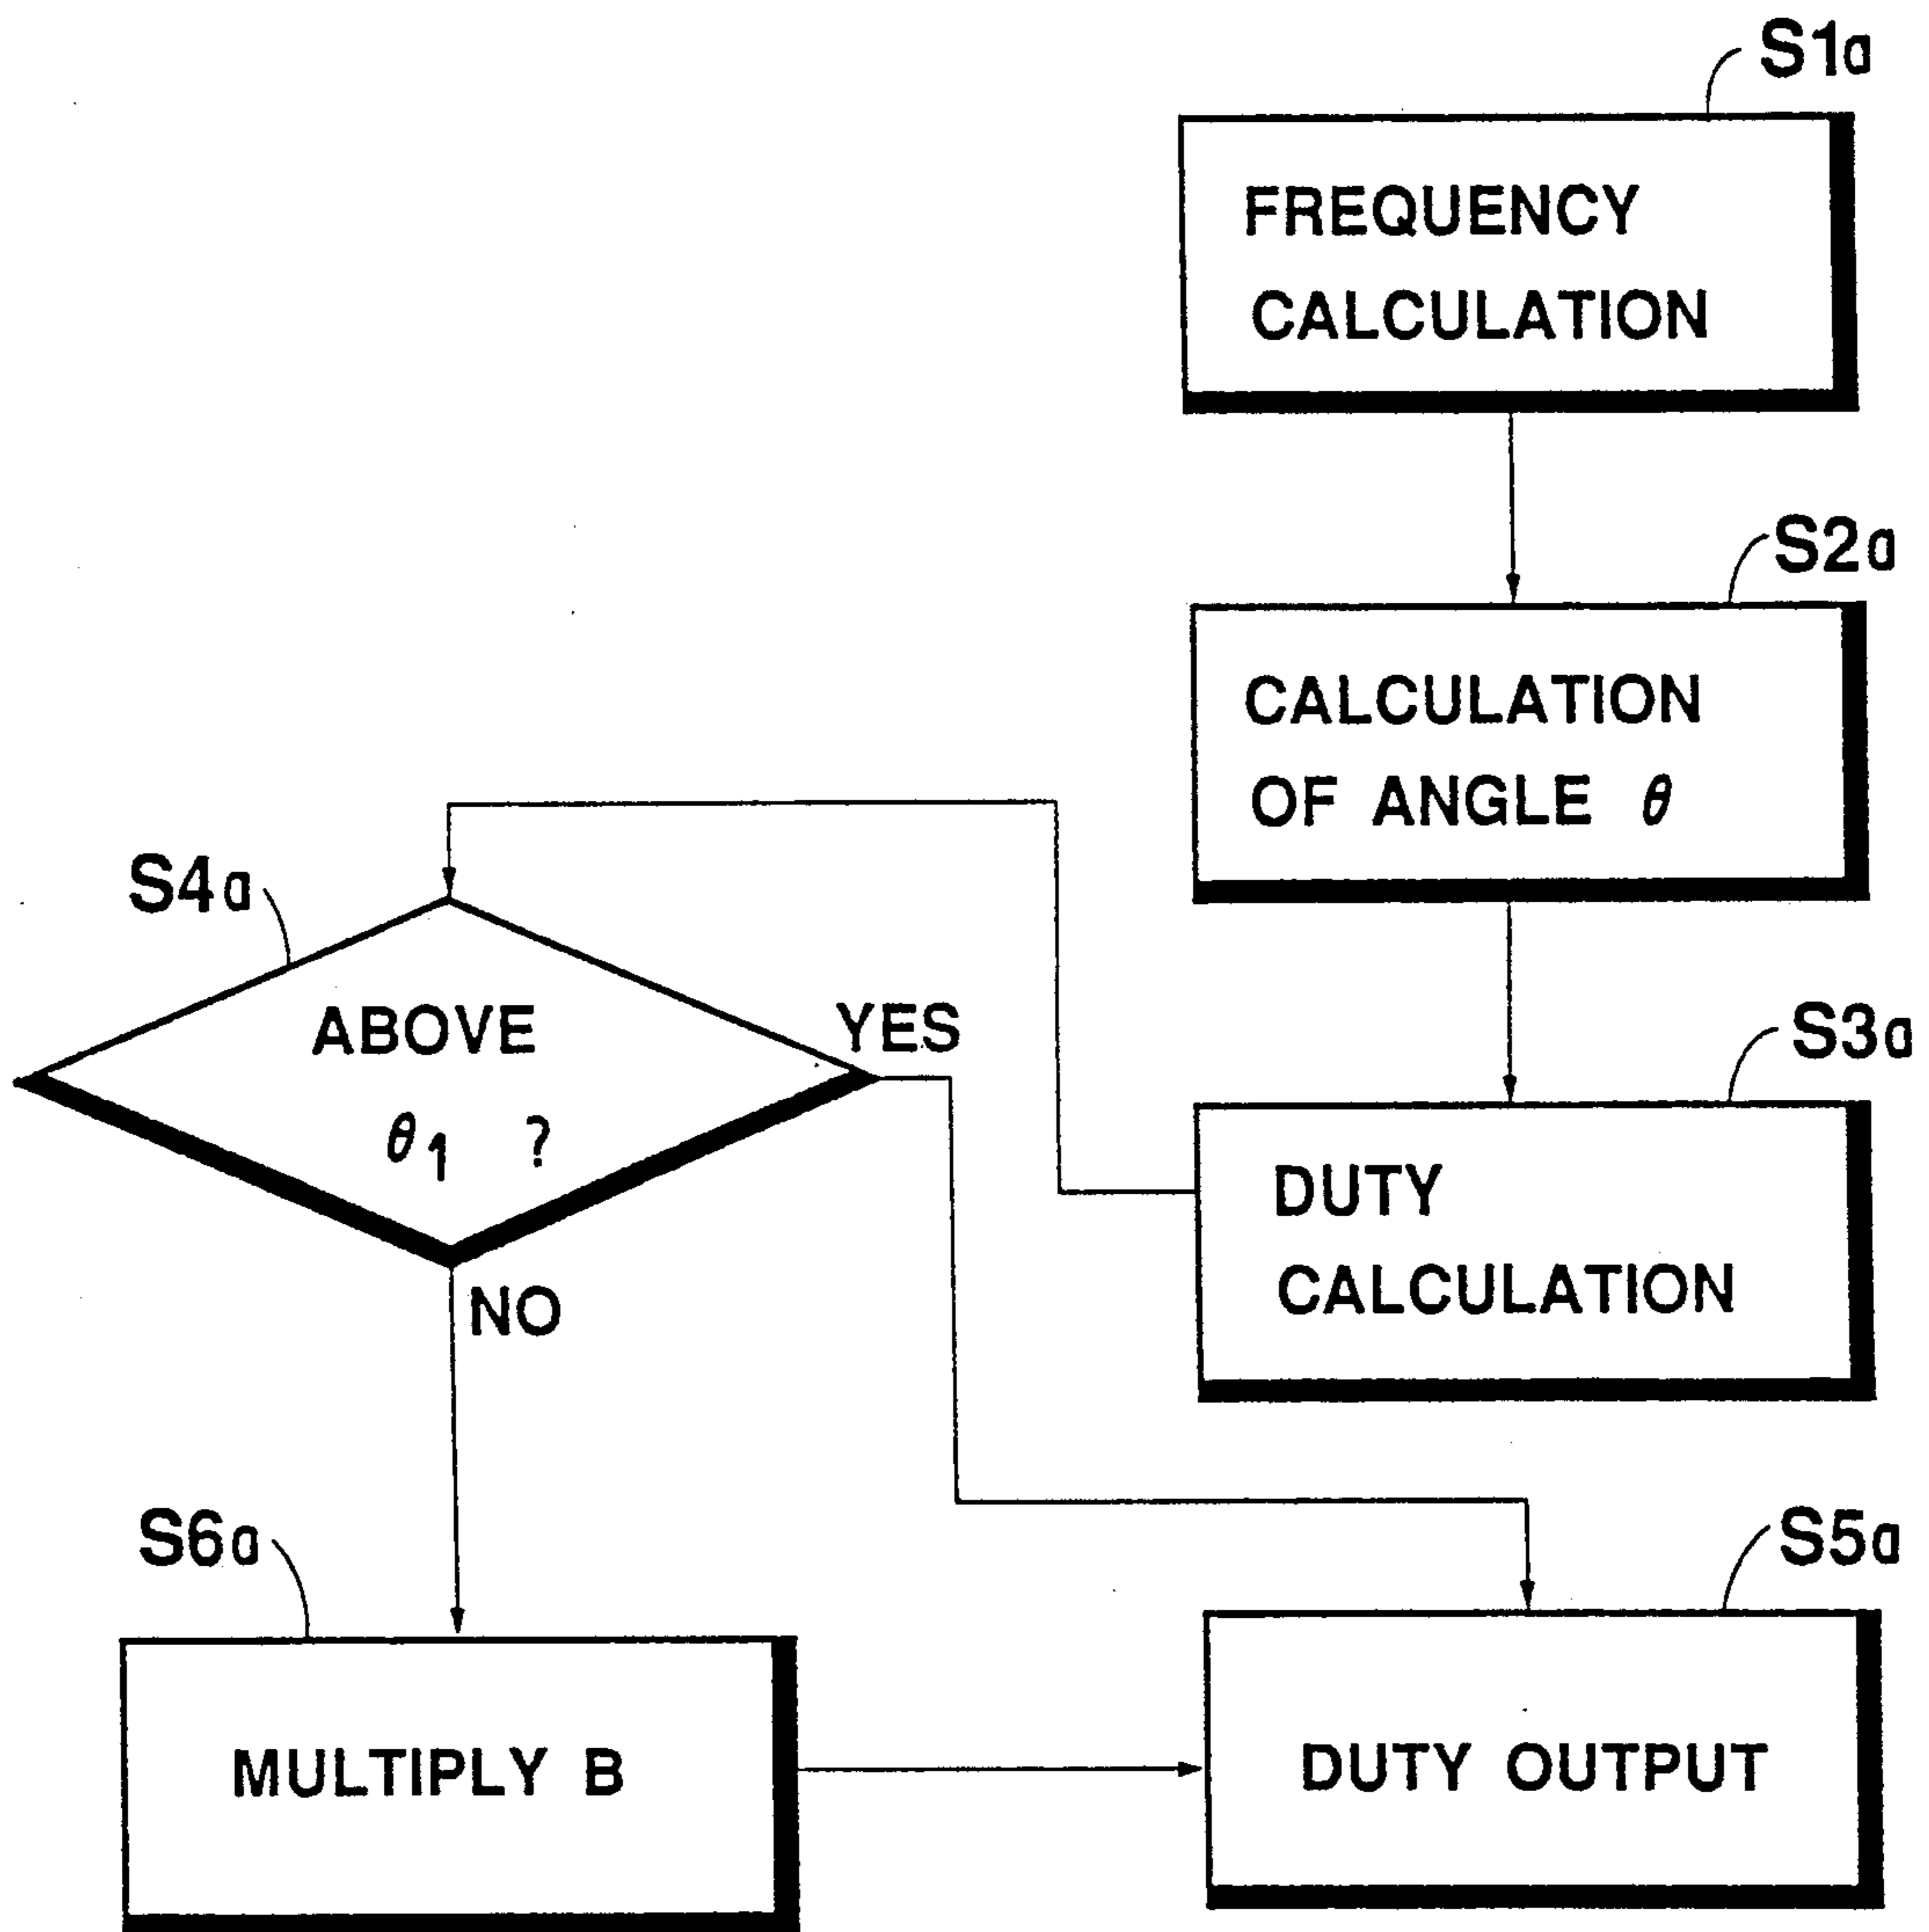 S1a
FREQUENCY
CALCULATION
S2a
CALCULATION
OF ANGLE θ
S3a
DUTY
CALCULATION
S4a
ABOVE
θ1 ?
YES
NO
S6a
MULTIPLY B
S5a
DUTY OUTPUT